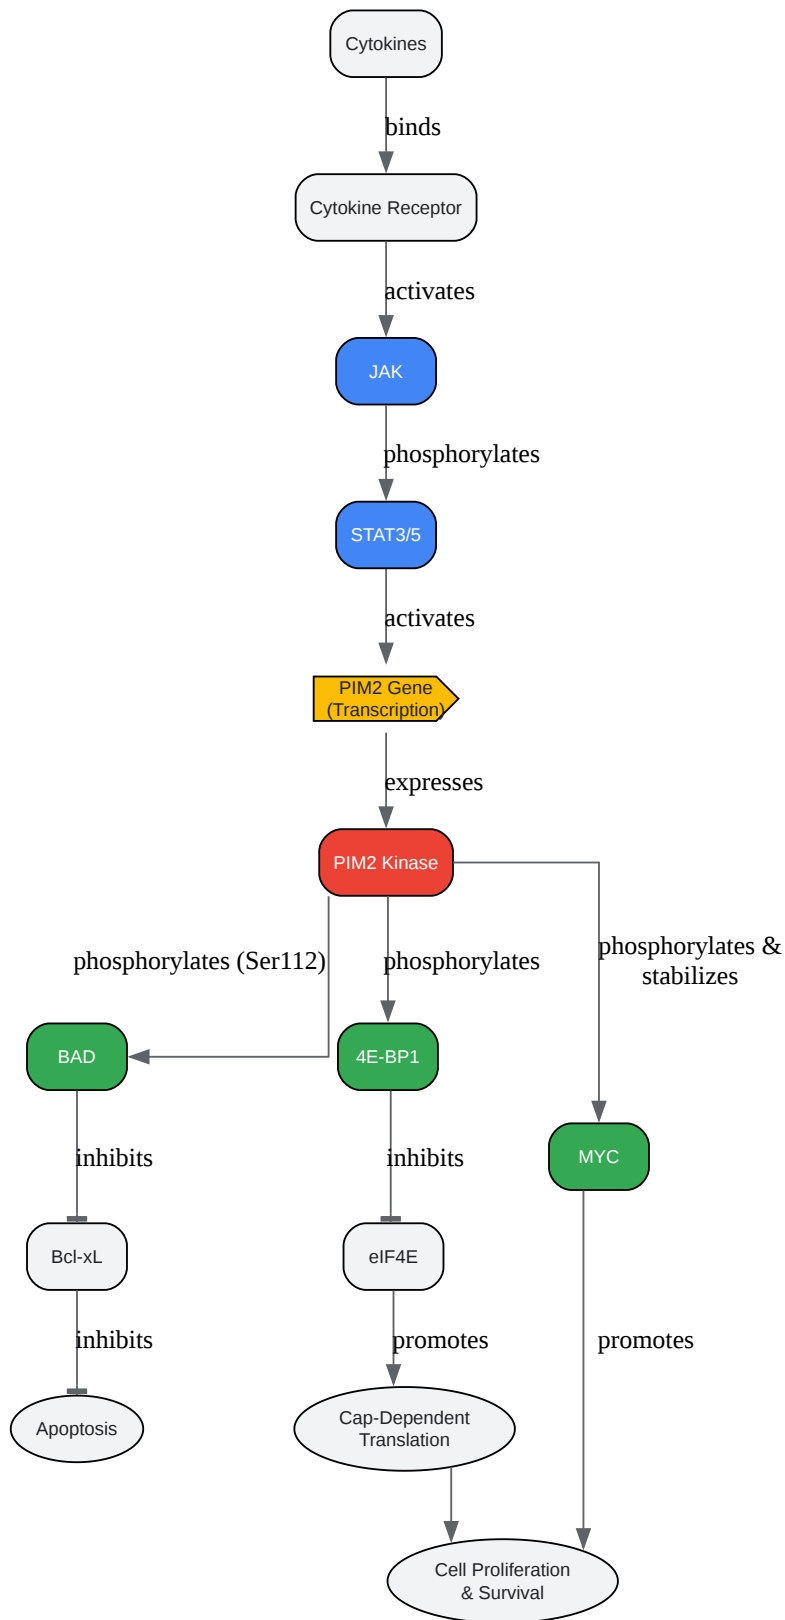 Cytokines
binds
Cytokine Receptor
activates
JAK
phosphorylates
STAT3/5
activates
PIM2 Gene
(Transcription)
expresses
PIM2 Kinase
phosphorylates (Ser112)
phosphorylates
phosphorylates &
stabilizes
BAD
4E-BP1
MYC
inhibits
inhibits
Bcl-xL
eIF4E
inhibits
promotes
promotes
Apoptosis
Cap-Dependent
Translation
Cell Proliferation
& Survival